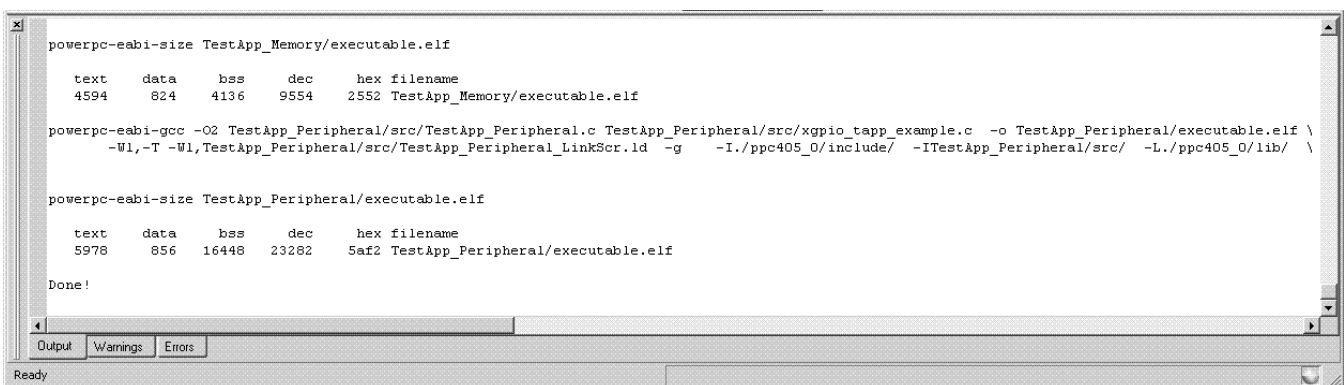 powerpc-eabi-size TestApp_Memory/executable.elf
text data bss dec hex filename
4594 824 4136 9554 2552 TestApp_Memory/executable.elf
powerpc-eabi-gcc -O2 TestApp_Peripheral/src/TestApp_Peripheral.c TestApp_Peripheral/src/xgpio_tapp_example.c -o TestApp_Peripheral/executable.elf \
-Wl,-T -Wl,TestApp_Peripheral/src/TestApp_Peripheral_LinkScr.ld -g -I./ppc405_0/include/ -ITestApp_Peripheral/src/ -L./ppc405_0/lib/ \
powerpc-eabi-size TestApp_Peripheral/executable.elf
text data bss dec hex filename
5978 856 16448 23282 5af2 TestApp_Peripheral/executable.elf
Done!
Output Warnings Errors
Ready